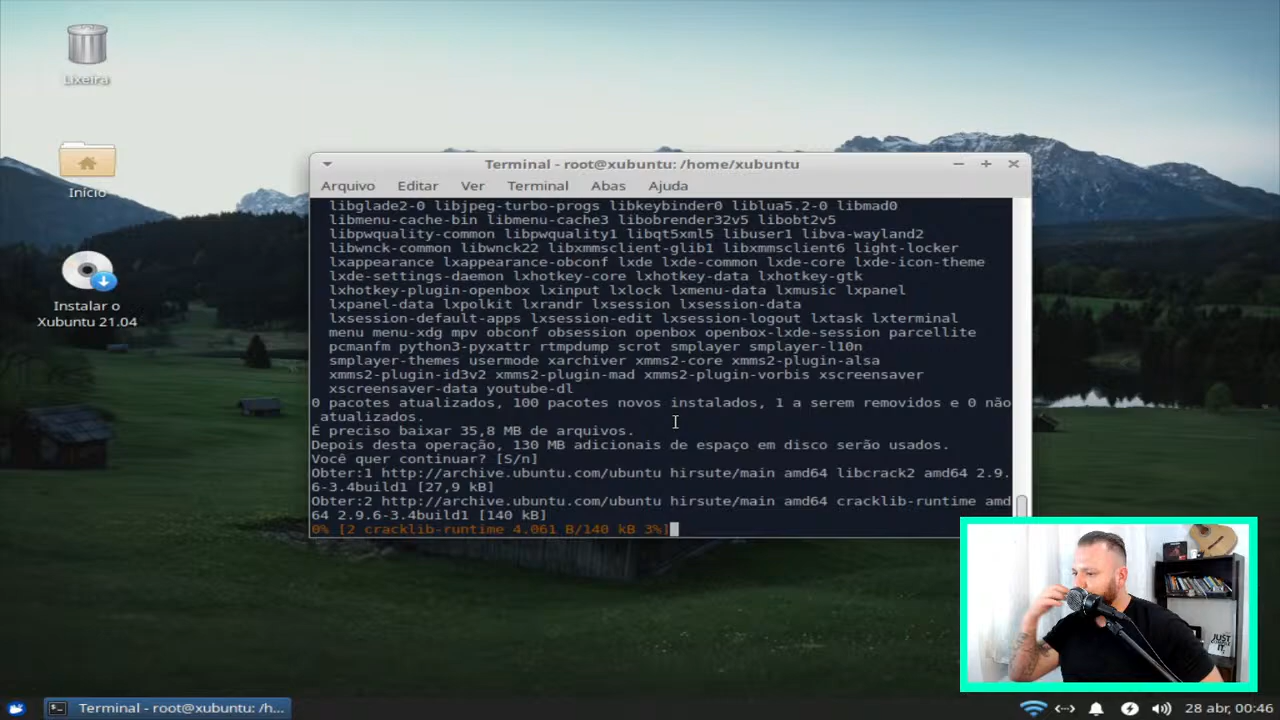 Lixeira
Início
Instalar o
Xubuntu 21.04
Terminal - root@xubuntu: /home/xubuntu
Arquivo Editar Ver Terminal Abas Ajuda
libglade2-0 libjpeg-turbo-progs libkeybinder0 liblua5.2-0 libmad0
libmenu-cache-bin libmenu-cache3 libobrender32v5 libobt2v5
libpwquality-common libpwquality1 libqt5xml5 libuser1 libva-wayland2
libwnck-common libwnck22 libxmmsclient-glib1 libxmmsclient6 light-locker
lxappearance lxappearance-obconf lxde lxde-common lxde-core lxde-icon-theme
lxde-settings-daemon lxhotkey-core lxhotkey-data lxhotkey-gtk
lxhotkey-plugin-openbox lxinput lxlock lxmenu-data lxmusic lxpanel
lxpanel-data lxpolkit lxrandr lxsession lxsession-data
lxsession-default-apps lxsession-edit lxsession-logout lxtask lxterminal
menu menu-xdg mpv obconf obsession openbox openbox-lxde-session parcellite
pcmanfm python3-pyxattr rtmpdump scrot smplayer smplayer-l10n
smplayer-themes usermode xarchiver xmms2-core xmms2-plugin-alsa
xmms2-plugin-id3v2 xmms2-plugin-mad xmms2-plugin-vorbis xscreensaver
xscreensaver-data youtube-dl
0 pacotes atualizados, 100 pacotes novos instalados, 1 a serem removidos e 0 não
atualizados.
É preciso baixar 35,8 MB de arquivos.
Depois desta operação, 130 MB adicionais de espaço em disco serão usados.
Você quer continuar? [S/n]
Obter:1 http://archive.ubuntu.com/ubuntu hirsute/main amd64 libcrack2 amd64 2.9.
6-3.4build1 [27,9 kB]
Obter:2 http://archive.ubuntu.com/ubuntu hirsute/main amd64 cracklib-runtime amd
64 2.9.6-3.4build1 [140 kB]
0% [2 cracklib-runtime 4.061 B/140 kB 3%]
Terminal - root@xubuntu: /h...
28 abr, 00:46